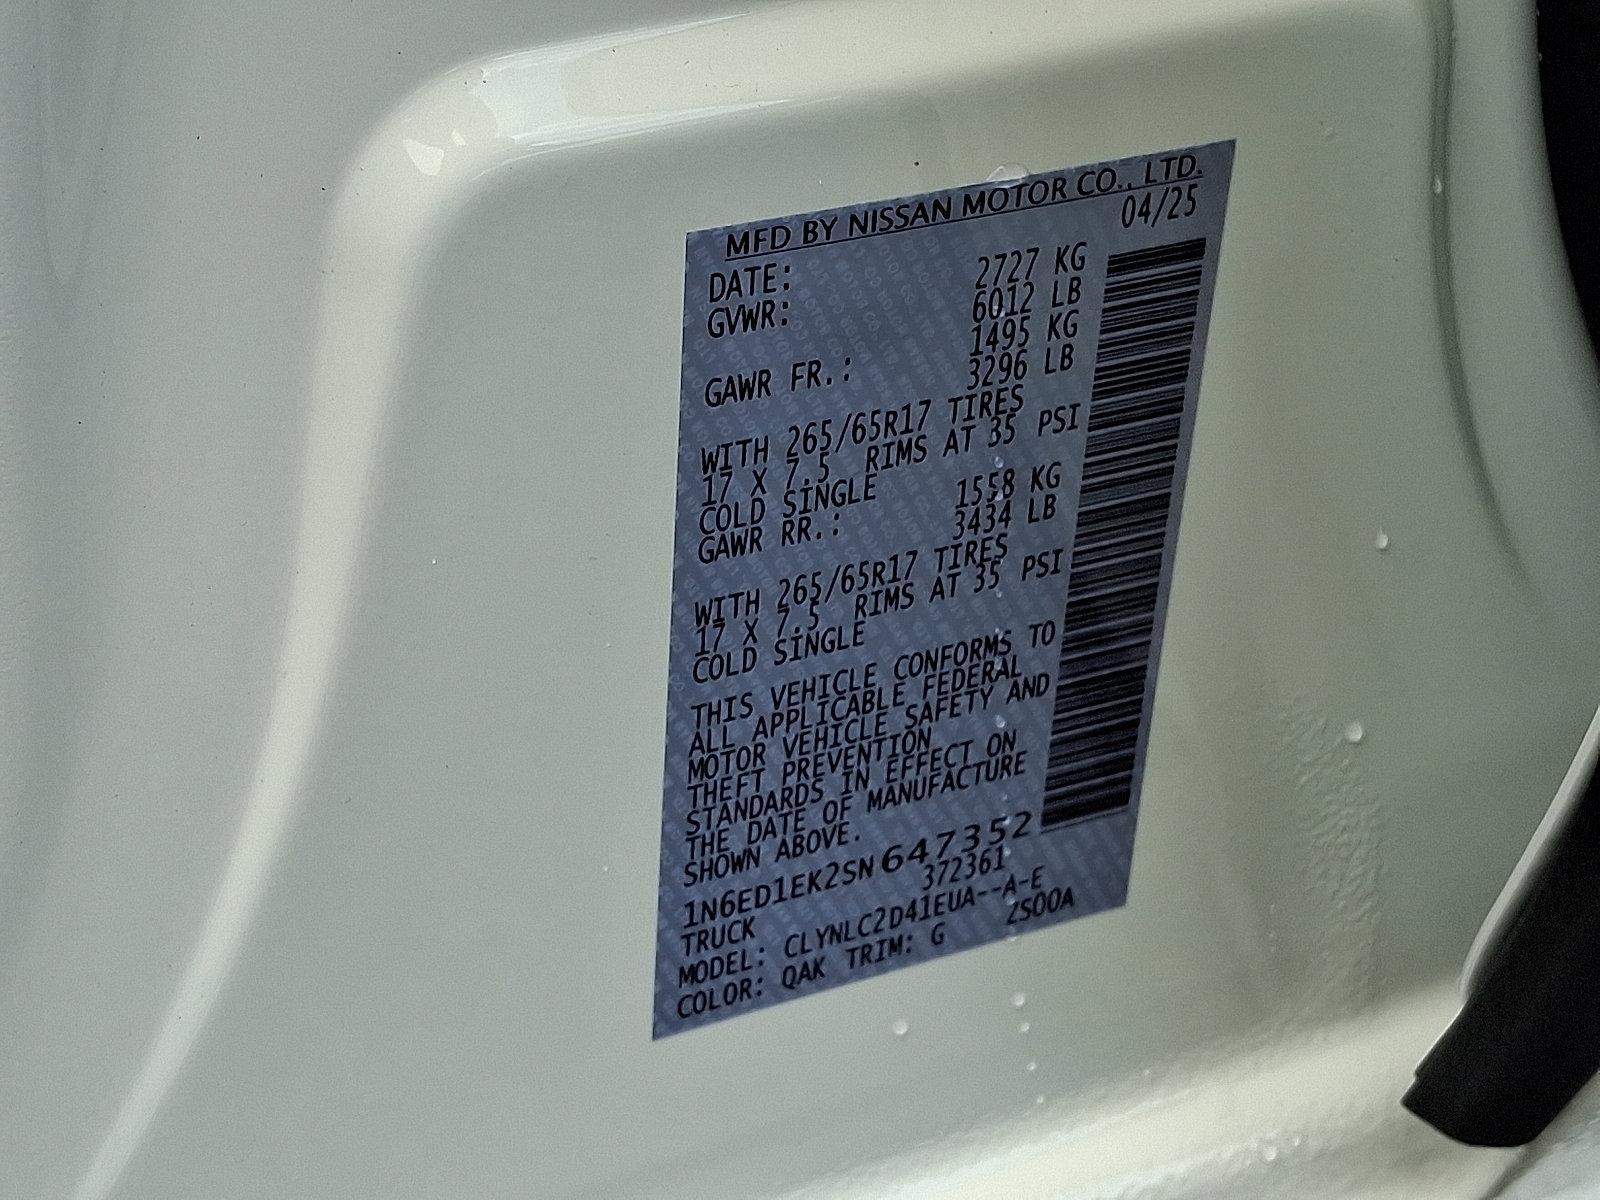 MFD BY NISSAN MOTOR CO., LTD.
DATE: 04/25
GVWR: 2727 KG
6012 LB
GAWR FR.: 1495 KG
3296 LB
WITH 265/65R17 TIRES
17 X 7.5 RIMS AT 35 PSI
COLD SINGLE
GAWR RR.: 1558 KG
3434 LB
WITH 265/65R17 TIRES
17 X 7.5 RIMS AT 35 PSI
COLD SINGLE
THIS VEHICLE CONFORMS TO
ALL APPLICABLE FEDERAL
MOTOR VEHICLE SAFETY AND
THEFT PREVENTION
STANDARDS IN EFFECT ON
THE DATE OF MANUFACTURE
SHOWN ABOVE.
1N6ED1EK2SN647352
TRUCK 372361
MODEL: CLYNLC2D41EUA--A-E
COLOR: QAK TRIM: G 2S00A